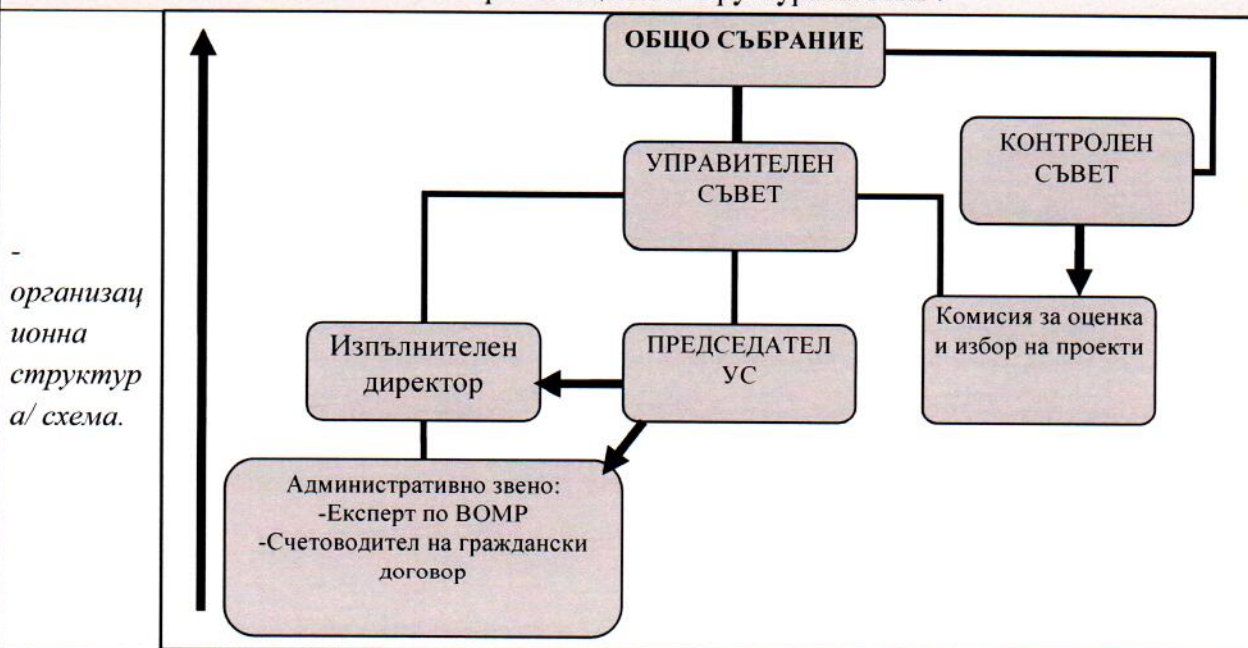 ОБЩО СЪБРАНИЕ
КОНТРОЛЕН
СЪВЕТ
УПРАВИТЕЛЕН
СЪВЕТ
-
организац
ионна
структур
а/ схема.
Изпълнителен
директор
ПРЕДСЕДАТЕЛ
УС
Комисия за оценка
и избор на проекти
Административно звено:
-Експерт по ВОМР
-Счетоводител на граждански
договор